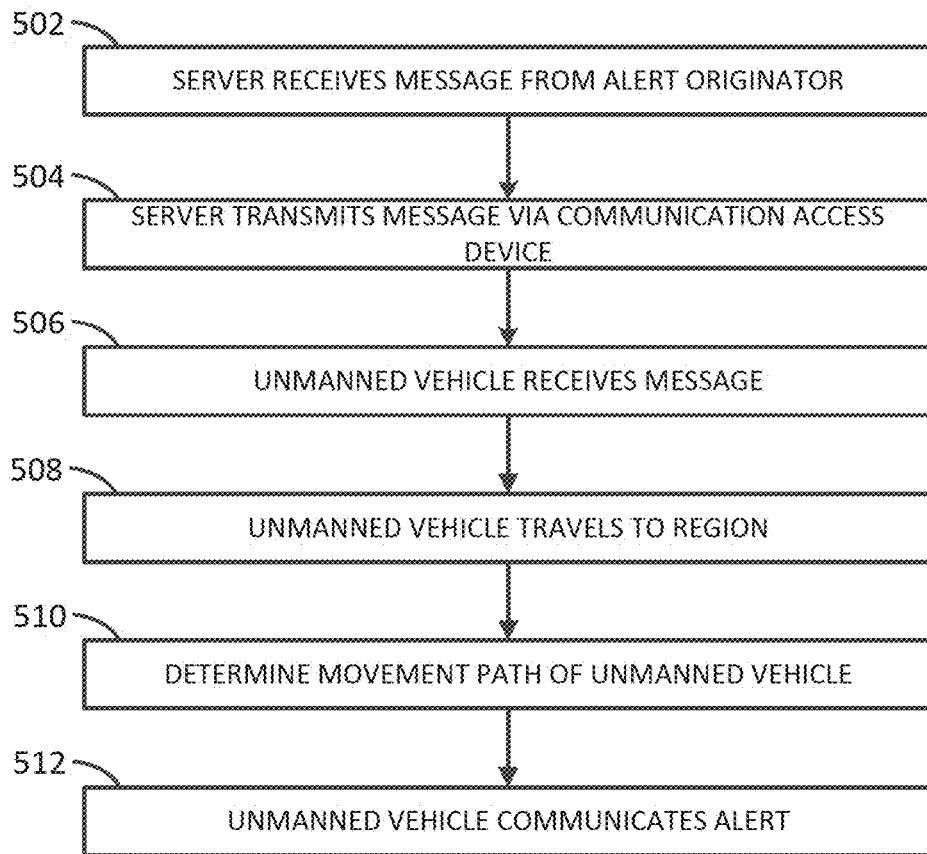 502
SERVER RECEIVES MESSAGE FROM ALERT ORIGINATOR
504
SERVER TRANSMITS MESSAGE VIA COMMUNICATION ACCESS
DEVICE
506
UNMANNED VEHICLE RECEIVES MESSAGE
508
UNMANNED VEHICLE TRAVELS TO REGION
510
DETERMINE MOVEMENT PATH OF UNMANNED VEHICLE
512
UNMANNED VEHICLE COMMUNICATES ALERT